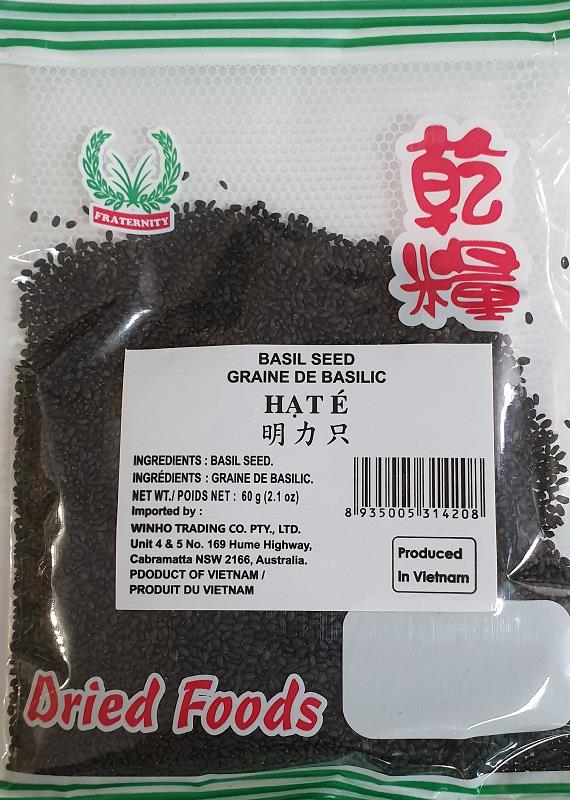 FRATERNITY
乾
糧
BASIL SEED
GRAINE DE BASILIC
HẠT É
明力只
INGREDIENTS : BASIL SEED.
INGRÉDIENTS : GRAINE DE BASILIC.
NET WT./ POIDS NET : 60 g (2.1 oz)
Imported by :
WINHO TRADING CO. PTY., LTD.
Unit 4 & 5 No. 169 Hume Highway,
Cabramatta NSW 2166, Australia.
PDODUCT OF VIETNAM /
PRODUIT DU VIETNAM
8 935005 314208
Produced
In Vietnam
Dried Foods